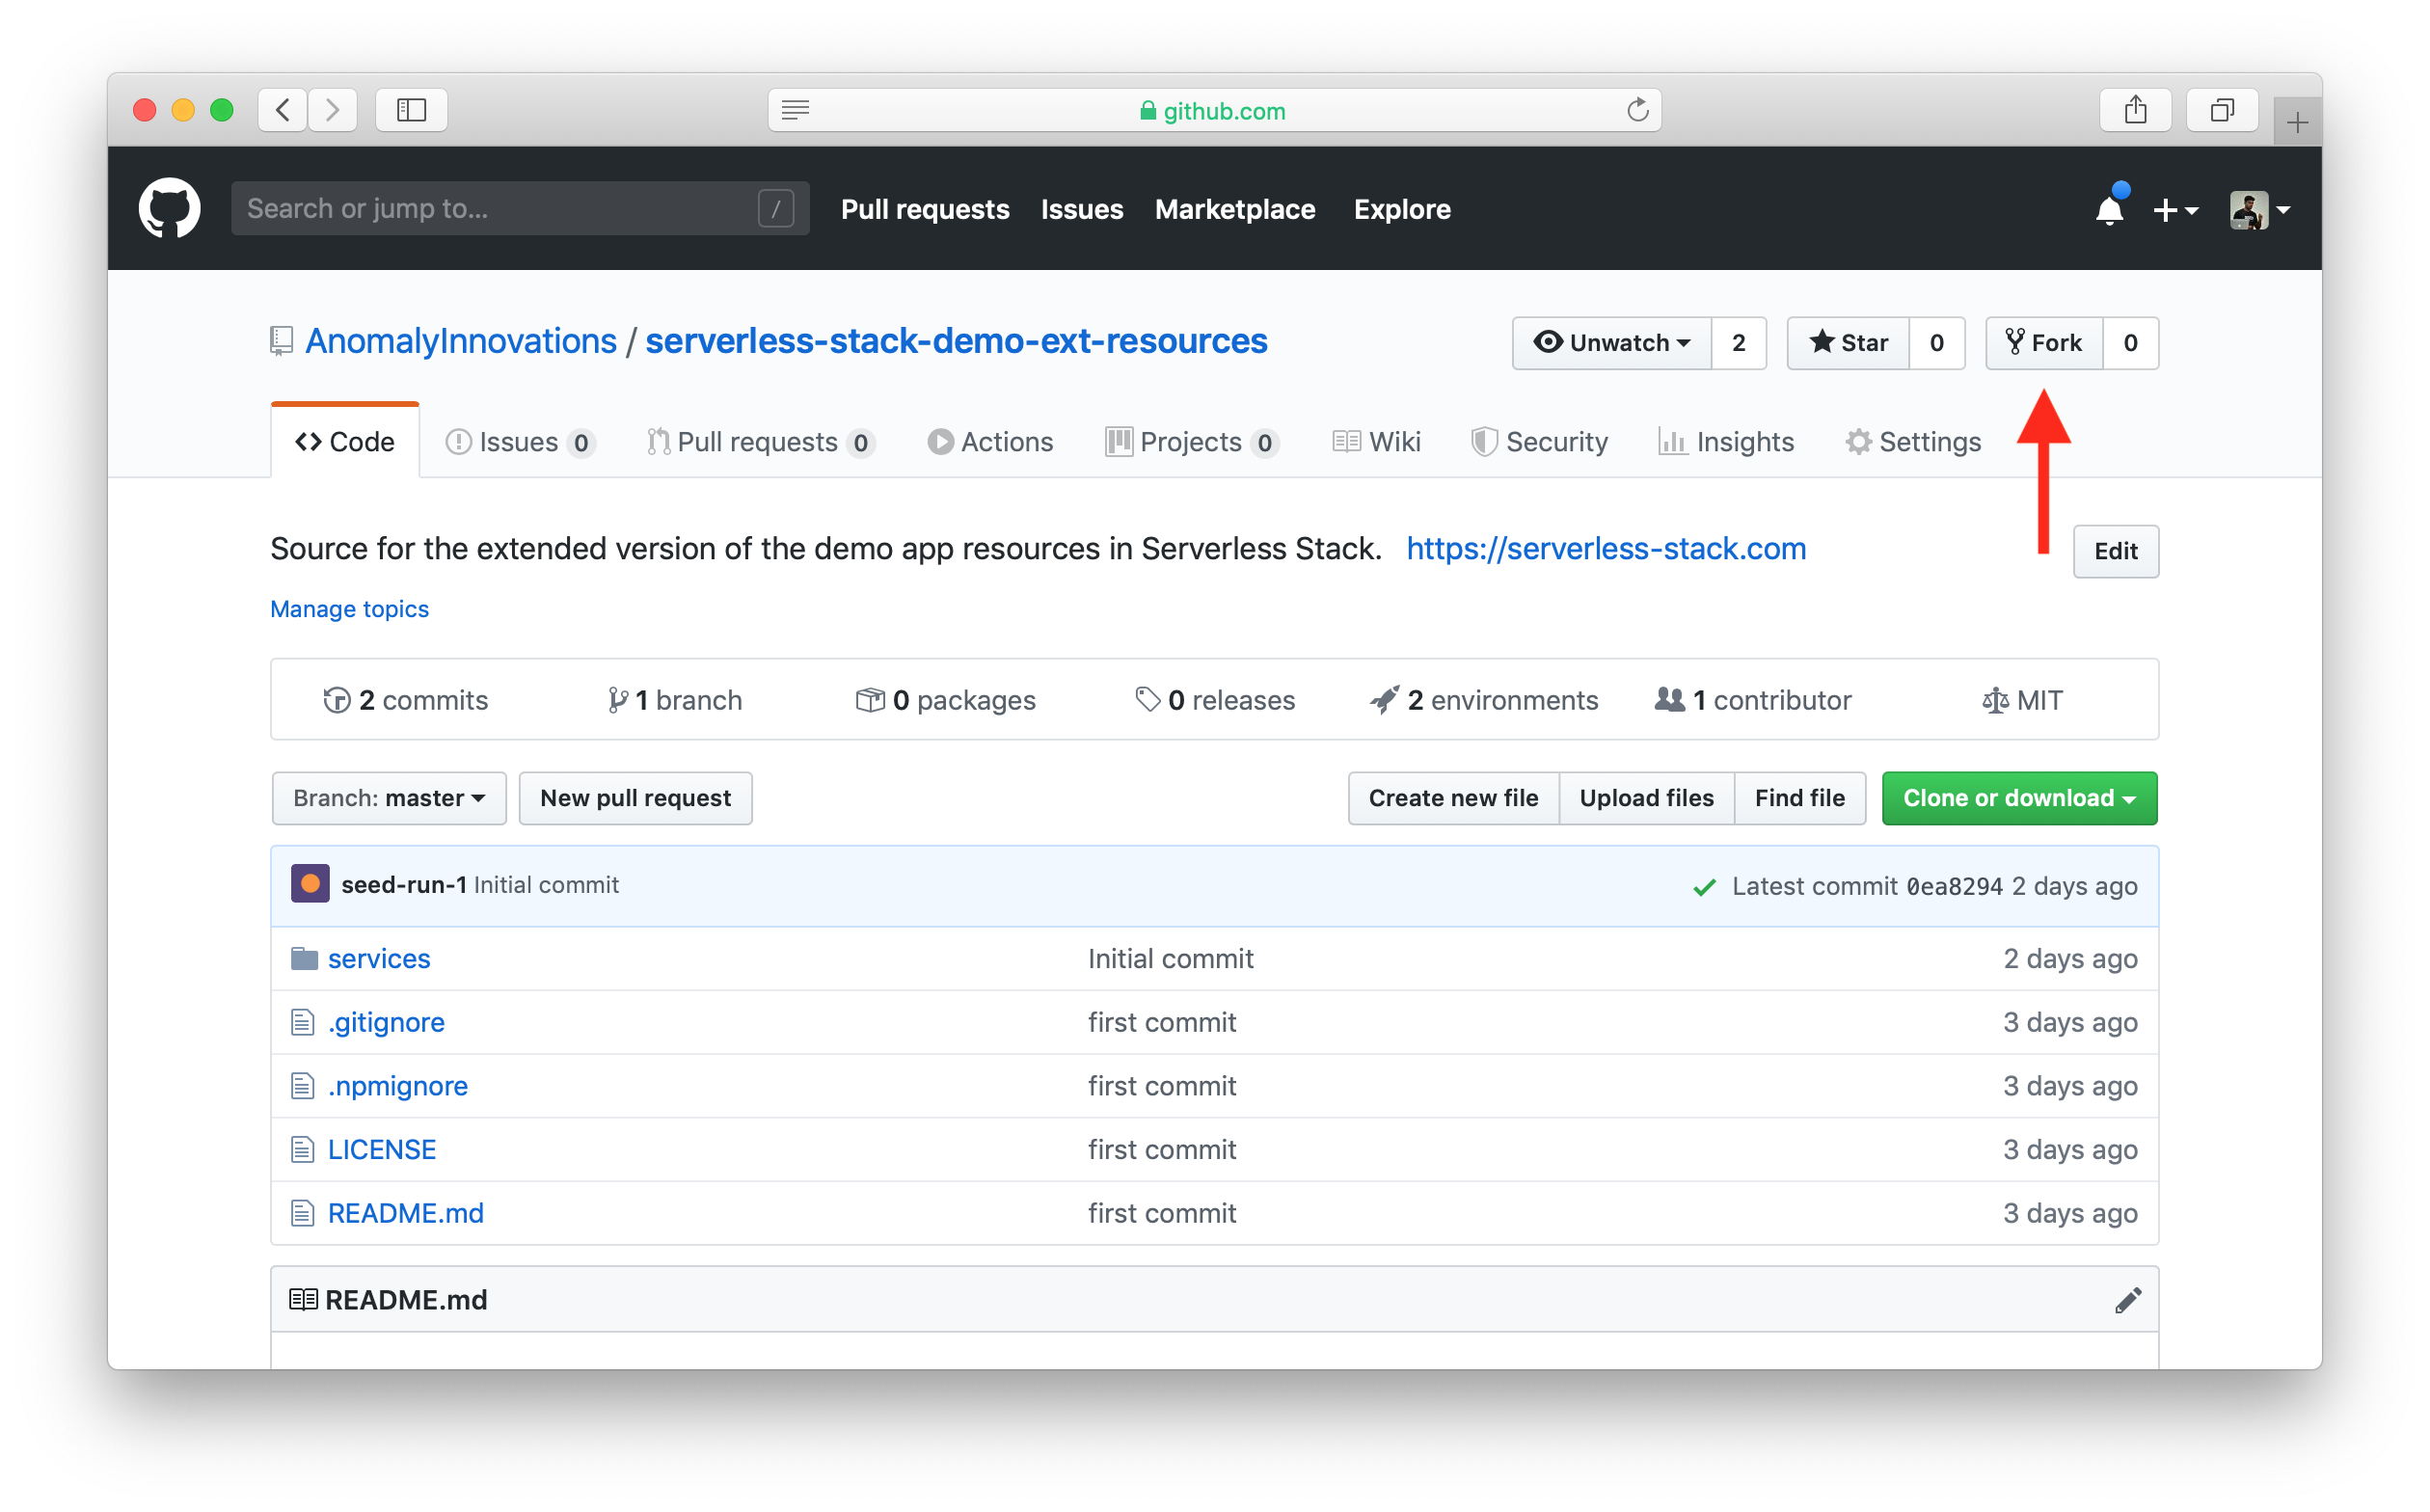 github.com
Search or jump to... / Pull requests Issues Marketplace Explore
AnomalyInnovations / serverless-stack-demo-ext-resources Unwatch 2 Star 0 Fork 0
Code Issues 0 Pull requests 0 Actions Projects 0 Wiki Security Insights Settings
Source for the extended version of the demo app resources in Serverless Stack. https://serverless-stack.com Edit
Manage topics
2 commits 1 branch 0 packages 0 releases 2 environments 1 contributor MIT
Branch: master New pull request Create new file Upload files Find file Clone or download
seed-run-1 Initial commit Latest commit 0ea8294 2 days ago
services Initial commit 2 days ago
.gitignore first commit 3 days ago
.npmignore first commit 3 days ago
LICENSE first commit 3 days ago
README.md first commit 3 days ago
README.md